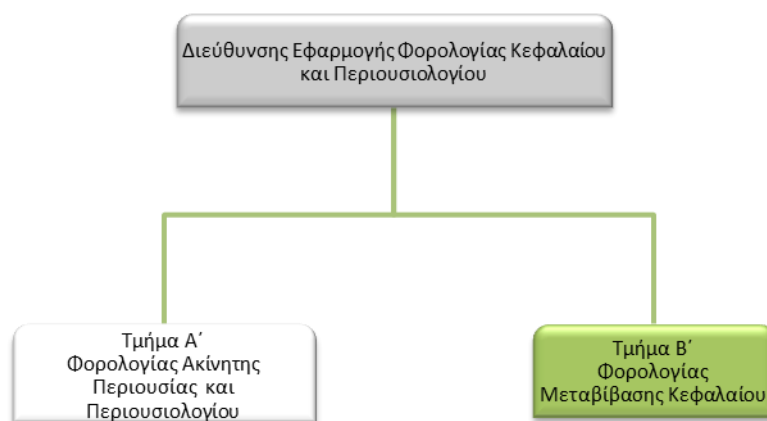 Διεύθυνσης Εφαρμογής Φορολογίας Κεφαλαίου
και Περιουσιολογίου
Τμήμα Α΄
Φορολογίας Ακίνητης
Περιουσίας και
Περιουσιολογίου
Τμήμα Β΄
Φορολογίας
Μεταβίβασης Κεφαλαίου